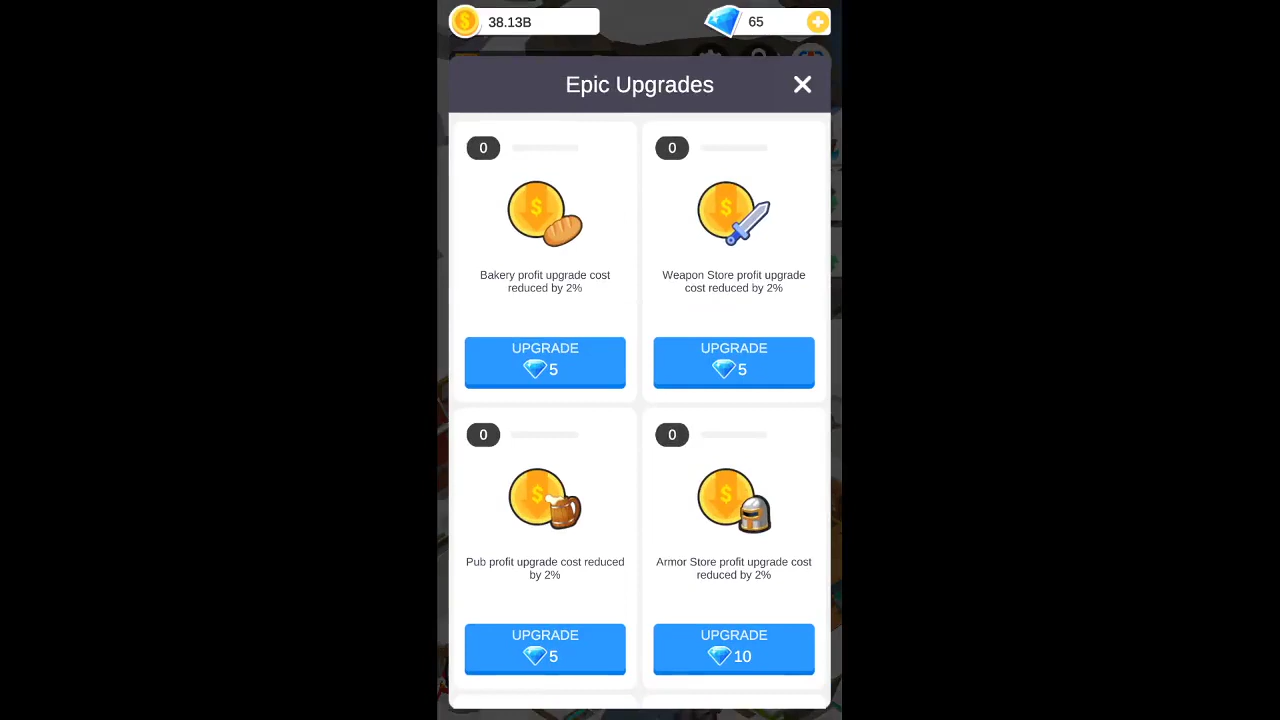 38.13B
65
Epic Upgrades
0
0
$
$
Bakery profit upgrade cost
reduced by 2%
Weapon Store profit upgrade
cost reduced by 2%
UPGRADE
5
UPGRADE
5
0
0
$
$
Pub profit upgrade cost reduced
by 2%
Armor Store profit upgrade cost
reduced by 2%
UPGRADE
5
UPGRADE
10